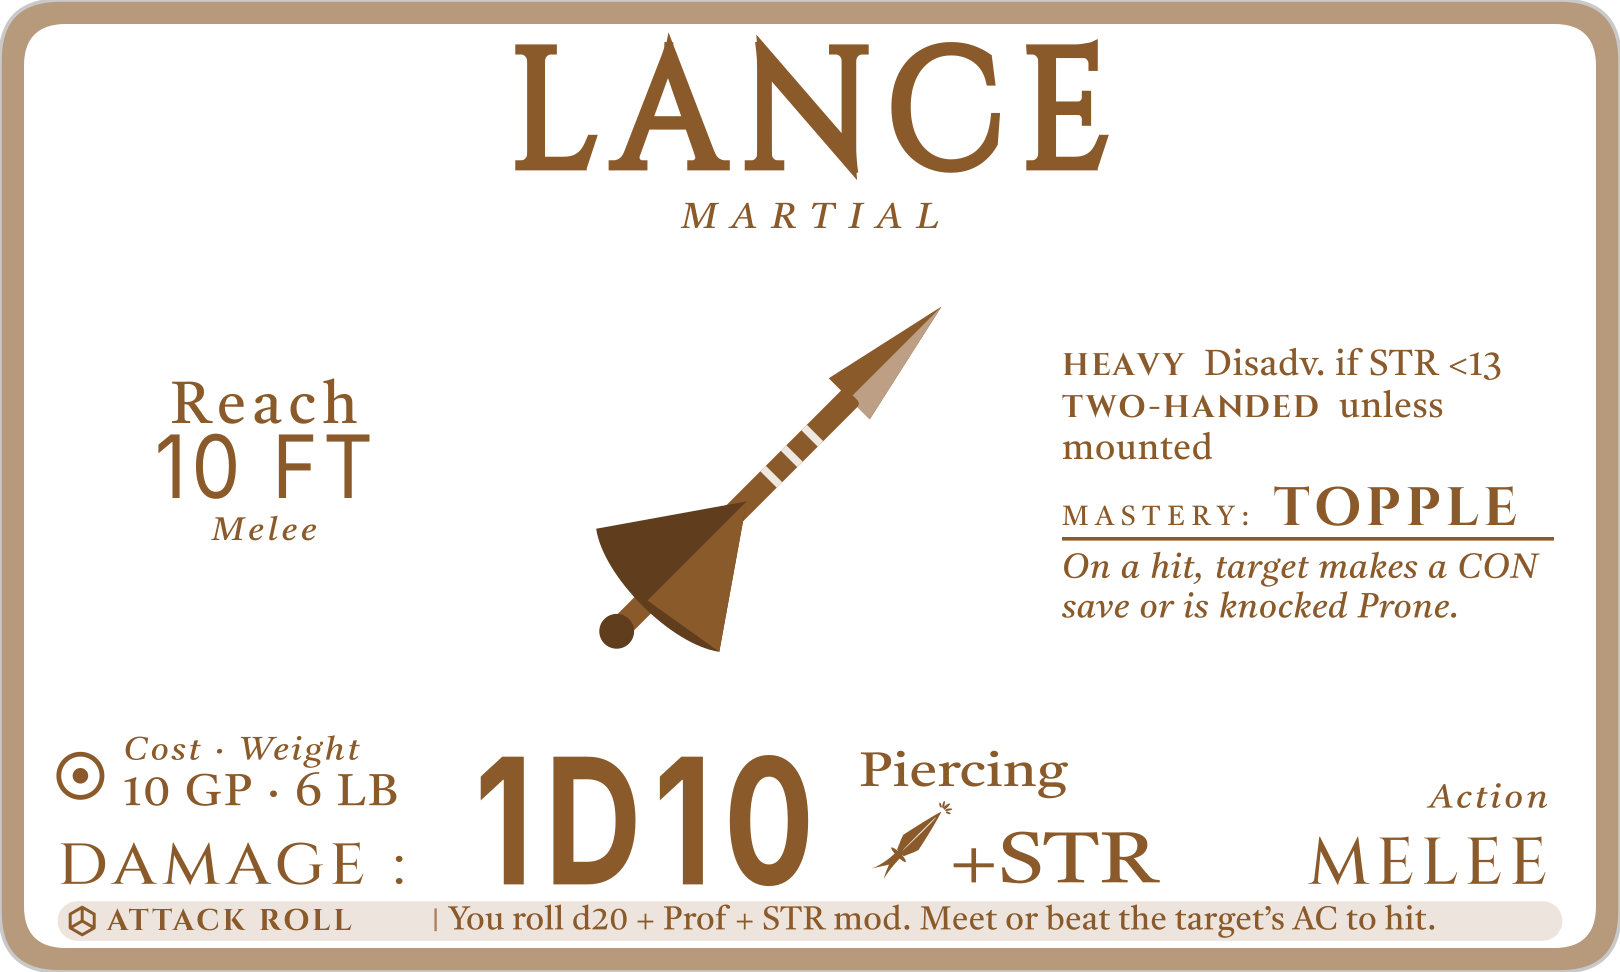 LANCE
MARTIAL
Reach
10 FT
Melee
HEAVY Disadv. if STR <13
TWO-HANDED unless
mounted
MASTERY: TOPPLE
On a hit, target makes a CON
save or is knocked Prone.
Cost · Weight
10 GP · 6 LB
DAMAGE :
1D10
Piercing
+STR
Action
MELEE
ATTACK ROLL | You roll d20 + Prof + STR mod. Meet or beat the target’s AC to hit.